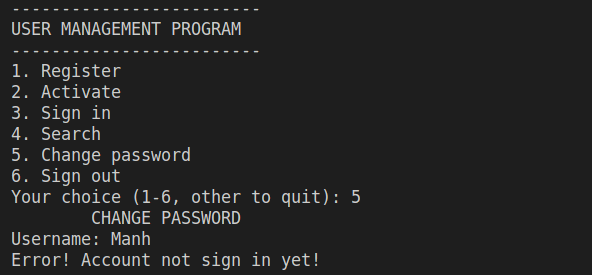 -------------------------
USER MANAGEMENT PROGRAM
-------------------------
1. Register
2. Activate
3. Sign in
4. Search
5. Change password
6. Sign out
Your choice (1-6, other to quit): 5
        CHANGE PASSWORD
Username: Manh
Error! Account not sign in yet!